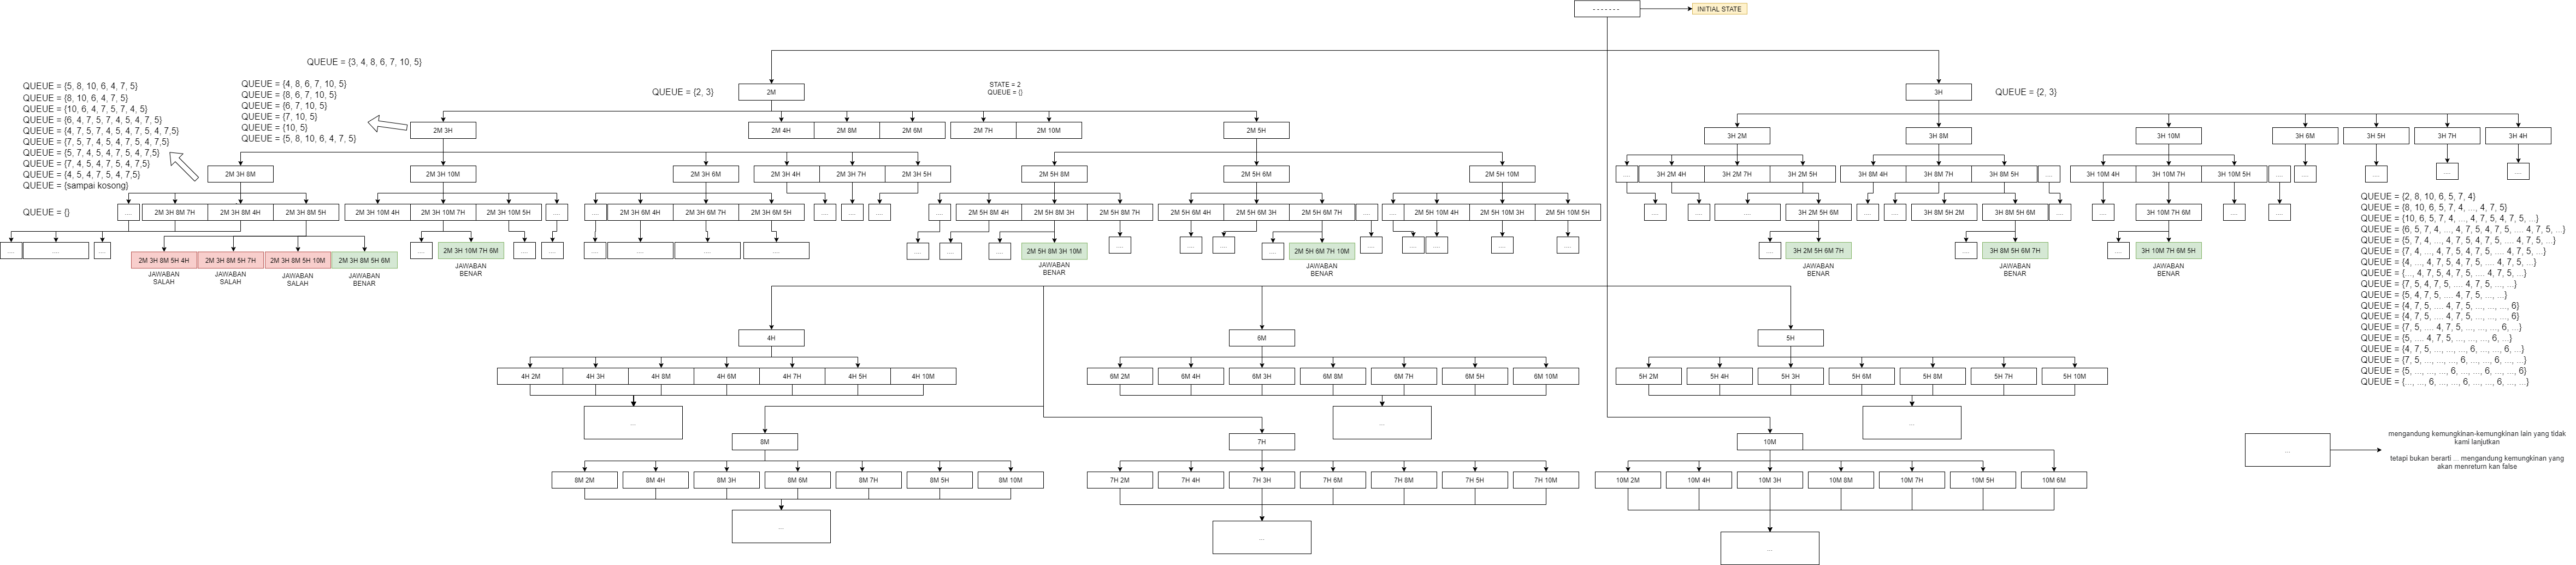 - - - - - - -
INITIAL STATE
QUEUE = {3, 4, 8, 6, 7, 10, 5}
QUEUE = {5, 8, 10, 6, 4, 7, 5}
QUEUE = {8, 10, 6, 4, 7, 5}
QUEUE = {10, 6, 4, 7, 5, 7, 4, 5}
QUEUE = {6, 4, 7, 5, 7, 4, 5, 4, 7, 5}
QUEUE = {4, 7, 5, 7, 4, 5, 4, 7, 5, 4, 7,5}
QUEUE = {7, 5, 7, 4, 5, 4, 7, 5, 4, 7,5}
QUEUE = {5, 7, 4, 5, 4, 7, 5, 4, 7,5}
QUEUE = {7, 4, 5, 4, 7, 5, 4, 7,5}
QUEUE = {4, 5, 4, 7, 5, 4, 7,5}
QUEUE = {sampai kosong}
QUEUE = {}
QUEUE = {4, 8, 6, 7, 10, 5}
QUEUE = {8, 6, 7, 10, 5}
QUEUE = {6, 7, 10, 5}
QUEUE = {7, 10, 5}
QUEUE = {10, 5}
QUEUE = {5, 8, 10, 6, 4, 7, 5}
QUEUE = {2, 3}
2M
STATE = 2
QUEUE = {}
3H
QUEUE = {2, 3}
2M 3H
2M 4H
2M 8M
2M 6M
2M 7H
2M 10M
2M 5H
3H 2M
3H 8M
3H 10M
3H 6M
3H 5H
3H 7H
3H 4H
2M 3H 8M
2M 3H 10M
2M 3H 6M
2M 3H 4H
2M 3H 7H
2M 3H 5H
2M 5H 8M
2M 5H 6M
2M 5H 10M
....
3H 2M 4H
3H 2M 7H
3H 2M 5H
3H 8M 4H
3H 8M 7H
3H 8M 5H
....
3H 10M 4H
3H 10M 7H
3H 10M 5H
....
....
....
....
....
....
2M 3H 8M 7H
2M 3H 8M 4H
2M 3H 8M 5H
2M 3H 10M 4H
2M 3H 10M 7H
2M 3H 10M 5H
....
....
2M 3H 6M 4H
2M 3H 6M 7H
2M 3H 6M 5H
....
....
....
....
2M 5H 8M 4H
2M 5H 8M 3H
2M 5H 8M 7H
2M 5H 6M 4H
2M 5H 6M 3H
2M 5H 6M 7H
....
....
2M 5H 10M 4H
2M 5H 10M 3H
2M 5H 10M 5H
....
....
....
3H 2M 5H 6M
....
....
3H 8M 5H 2M
3H 8M 5H 6M
....
....
3H 10M 7H 6M
....
....
....
....
....
2M 3H 8M 5H 4H
2M 3H 8M 5H 7H
2M 3H 8M 5H 10M
2M 3H 8M 5H 6M
....
2M 3H 10M 7H 6M
....
....
....
....
....
....
....
....
2M 5H 8M 3H 10M
....
....
....
....
2M 5H 6M 7H 10M
....
....
....
....
....
....
3H 2M 5H 6M 7H
....
3H 8M 5H 6M 7H
....
3H 10M 7H 6M 5H
JAWABAN
SALAH
JAWABAN
SALAH
JAWABAN
SALAH
JAWABAN
BENAR
JAWABAN
BENAR
JAWABAN
BENAR
JAWABAN
BENAR
JAWABAN
BENAR
JAWABAN
BENAR
JAWABAN
BENAR
QUEUE = {2, 8, 10, 6, 5, 7, 4}
QUEUE = {8, 10, 6, 5, 7, 4, ..., 4, 7, 5}
QUEUE = {10, 6, 5, 7, 4, ..., 4, 7, 5, 4, 7, 5, ...}
QUEUE = {6, 5, 7, 4, ..., 4, 7, 5, 4, 7, 5, .... 4, 7, 5, ...}
QUEUE = {5, 7, 4, ..., 4, 7, 5, 4, 7, 5, .... 4, 7, 5, ...}
QUEUE = {7, 4, ..., 4, 7, 5, 4, 7, 5, .... 4, 7, 5, ...}
QUEUE = {4, ..., 4, 7, 5, 4, 7, 5, .... 4, 7, 5, ...}
QUEUE = {..., 4, 7, 5, 4, 7, 5, .... 4, 7, 5, ...}
QUEUE = {7, 5, 4, 7, 5, .... 4, 7, 5, ..., ...}
QUEUE = {5, 4, 7, 5, .... 4, 7, 5, ..., ...}
QUEUE = {4, 7, 5, .... 4, 7, 5, ..., ..., ..., 6}
QUEUE = {4, 7, 5, .... 4, 7, 5, ..., ..., ..., 6}
QUEUE = {7, 5, .... 4, 7, 5, ..., ..., ..., 6, ...}
QUEUE = {5, .... 4, 7, 5, ..., ..., ..., 6, ...}
QUEUE = {4, 7, 5, ..., ..., ..., 6, ..., ..., 6, ...}
QUEUE = {7, 5, ..., ..., ..., 6, ..., ..., 6, ..., ...}
QUEUE = {5, ..., ..., ..., 6, ..., ..., 6, ..., ..., 6}
QUEUE = {..., ..., 6, ..., ..., 6, ..., ..., 6, ..., ...}
4H
6M
5H
4H 2M
4H 3H
4H 8M
4H 6M
4H 7H
4H 5H
4H 10M
6M 2M
6M 4H
6M 3H
6M 8M
6M 7H
6M 5H
6M 10M
5H 2M
5H 4H
5H 3H
5H 6M
5H 8M
5H 7H
5H 10M
...
...
...
8M
7H
10M
8M 2M
8M 4H
8M 3H
8M 6M
8M 7H
8M 5H
8M 10M
7H 2M
7H 4H
7H 3H
7H 6M
7H 8M
7H 5H
7H 10M
10M 2M
10M 4H
10M 3H
10M 8M
10M 7H
10M 5H
10M 6M
...
...
...
...
mengandung kemungkinan-kemungkinan lain yang tidak
kami lanjutkan
tetapi bukan berarti ... mengandung kemungkinan yang
akan menreturn kan false